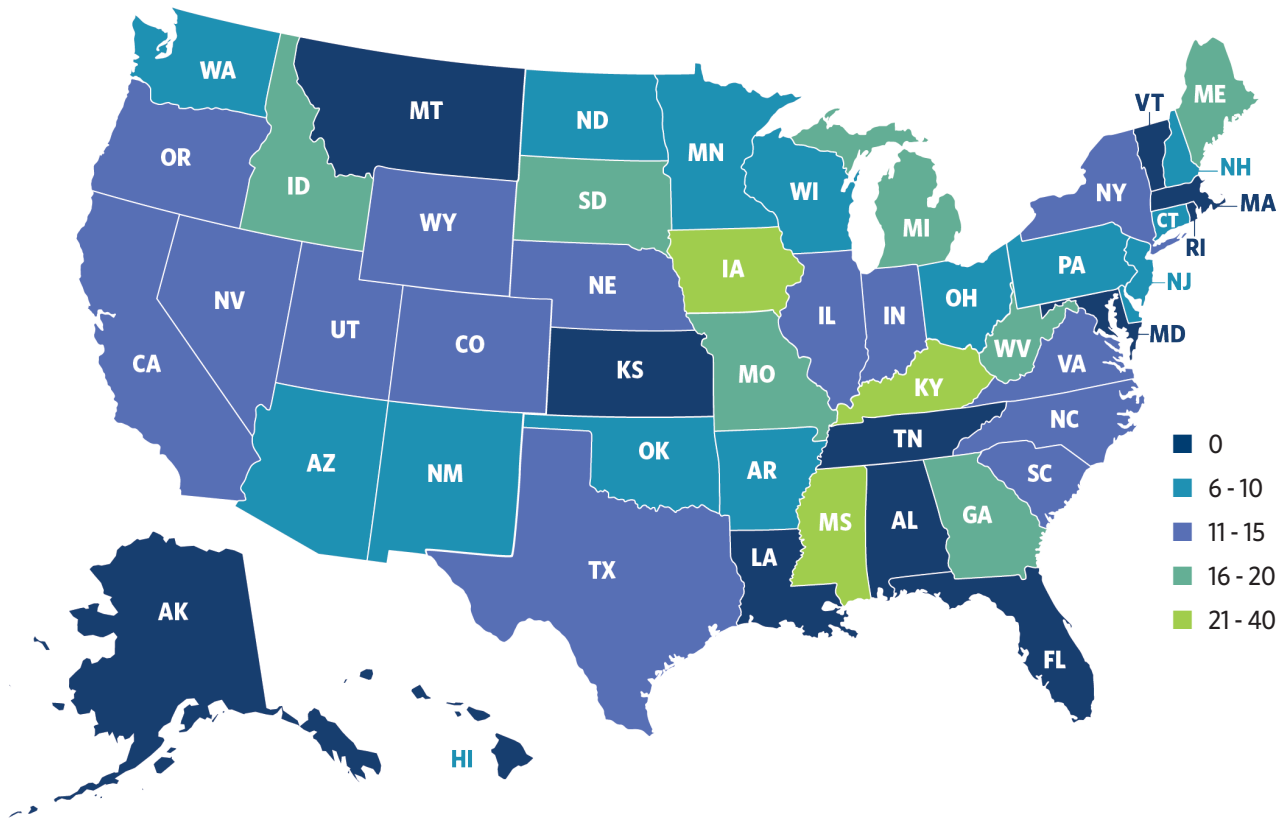 WA
MT
ND
MN
OR
ID
SD
WI
WY
MI
IA
NE
NV
UT
CO
CA
KS
MO
IL
IN
OH
PA
NY
VT
ME
NH
MA
CT
RI
NJ
MD
WV
VA
KY
NC
TN
SC
AZ
NM
OK
AR
MS
AL
GA
TX
LA
FL
AK
HI
0
6 - 10
11 - 15
16 - 20
21 - 40